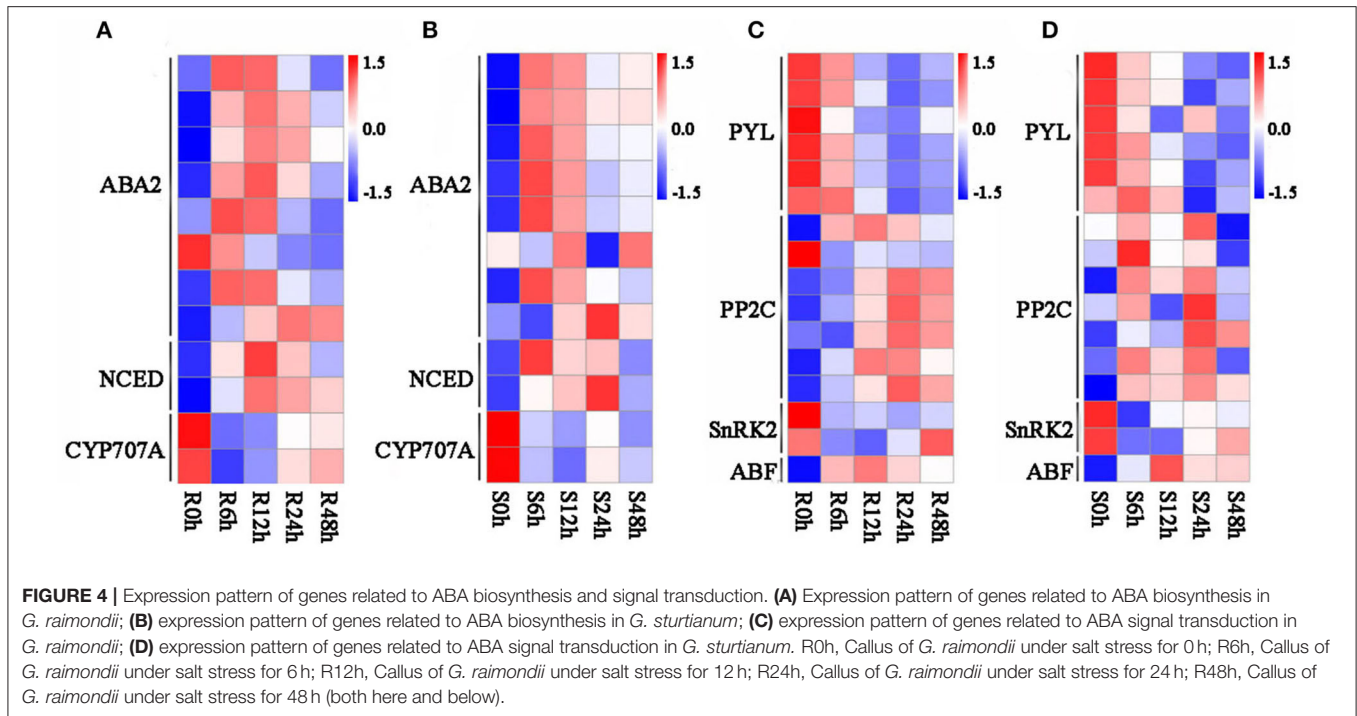 A
B
C
D
1.5
0.0
-1.5
1.5
0.0
-1.5
1.5
0.0
-1.5
1.5
0.0
-1.5
ABA2
NCED
CYP707A
ABA2
NCED
CYP707A
PYL
PP2C
SnRK2
ABF
PYL
PP2C
SnRK2
ABF
R0h
R6h
R12h
R24h
R48h
S0h
S6h
S12h
S24h
S48h
R0h
R6h
R12h
R24h
R48h
S0h
S6h
S12h
S24h
S48h
FIGURE 4 | Expression pattern of genes related to ABA biosynthesis and signal transduction. (A) Expression pattern of genes related to ABA biosynthesis in
G. raimondii; (B) expression pattern of genes related to ABA biosynthesis in G. sturtianum; (C) expression pattern of genes related to ABA signal transduction in
G. raimondii; (D) expression pattern of genes related to ABA signal transduction in G. sturtianum. R0h, Callus of G. raimondii under salt stress for 0 h; R6h, Callus of
G. raimondii under salt stress for 6 h; R12h, Callus of G. raimondii under salt stress for 12 h; R24h, Callus of G. raimondii under salt stress for 24 h; R48h, Callus of
G. raimondii under salt stress for 48 h (both here and below).